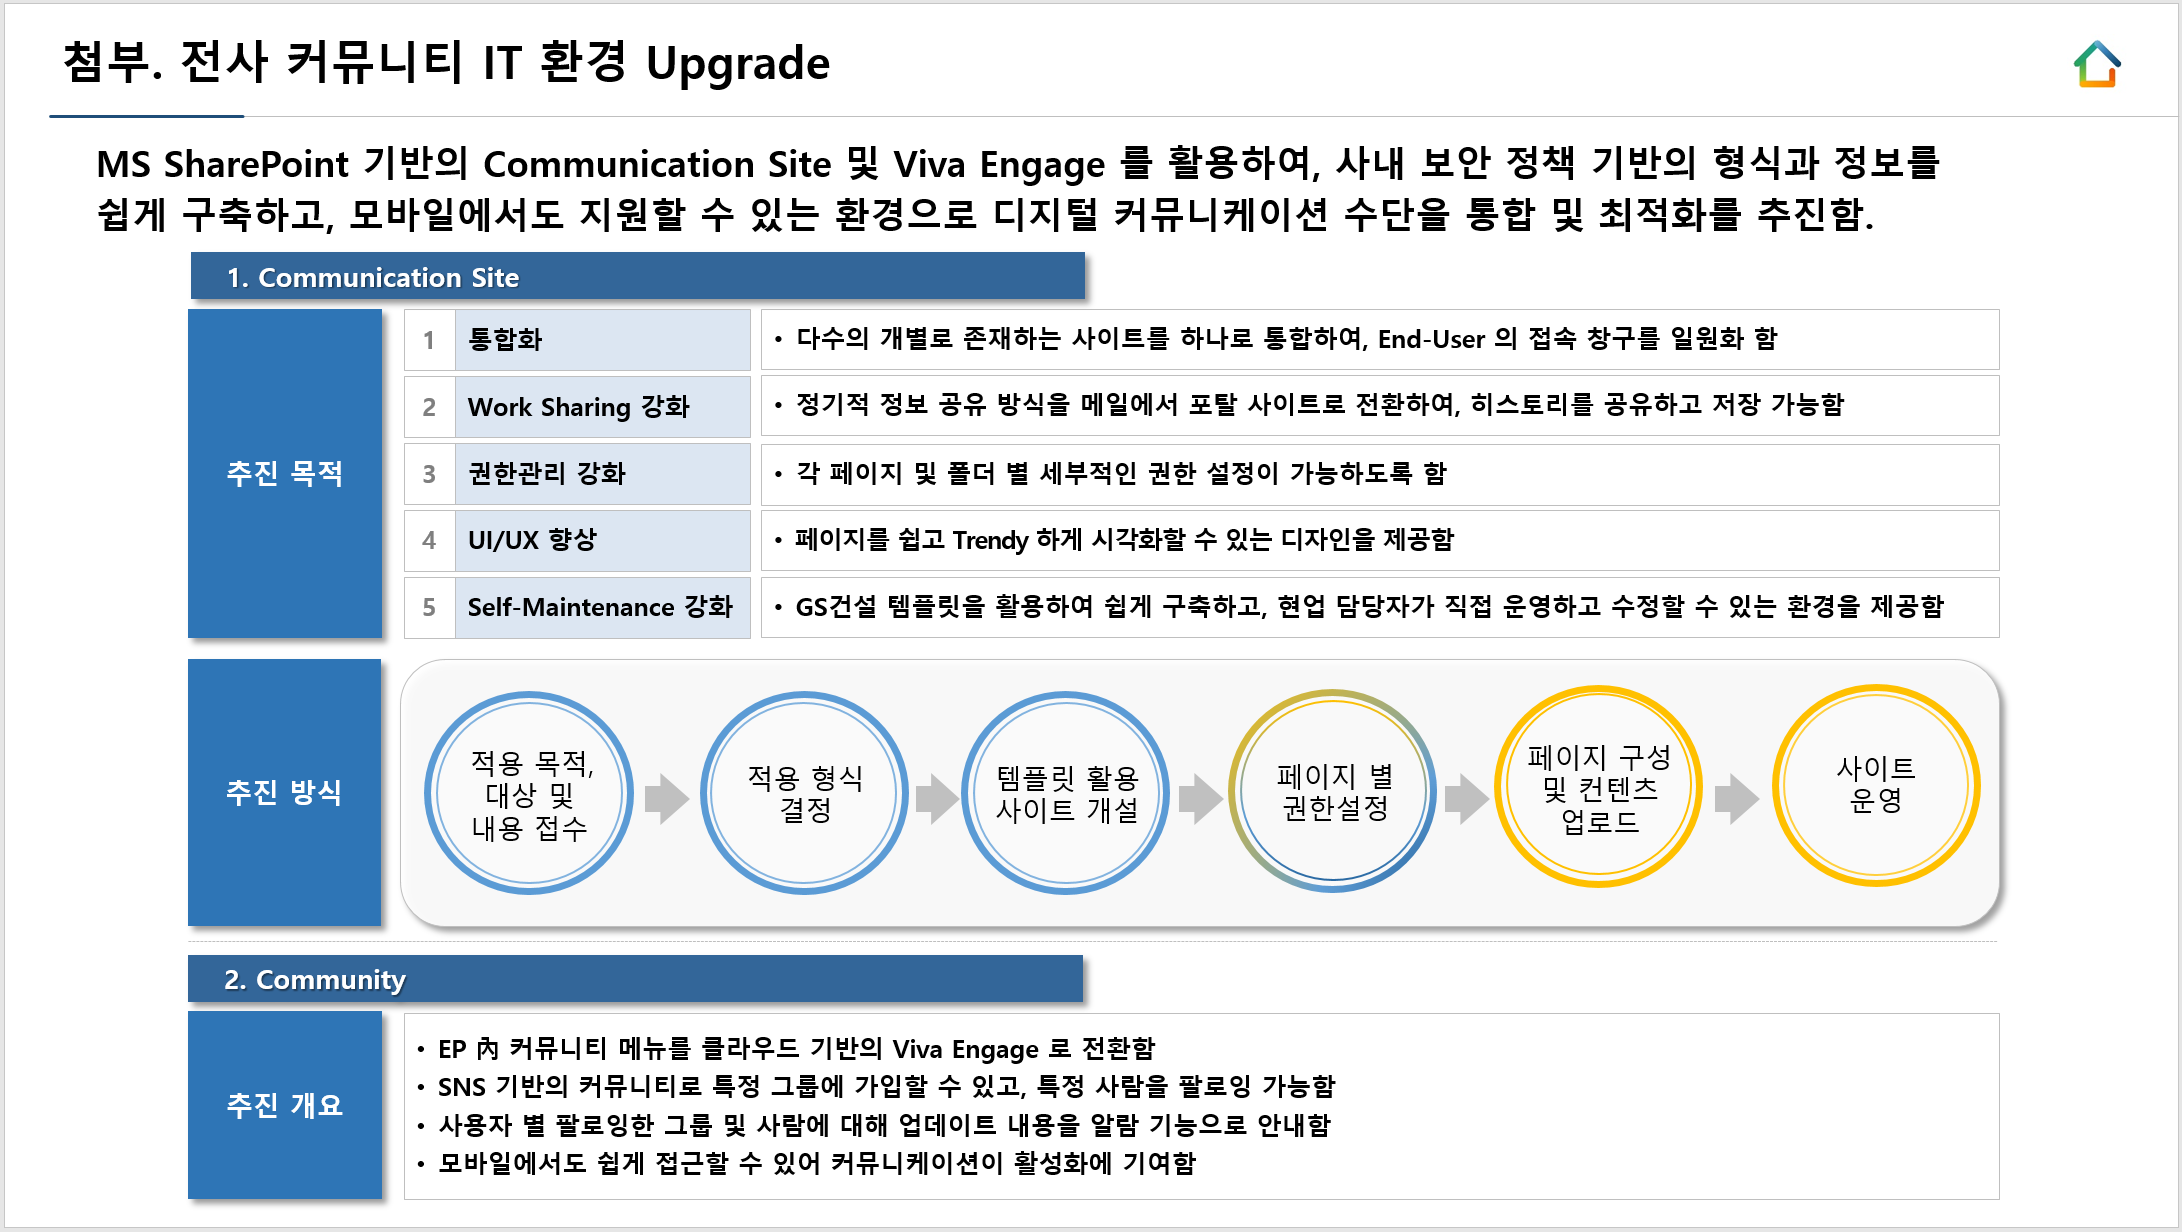 첨부. 전사 커뮤니티 IT 환경 Upgrade
MS SharePoint 기반의 Communication Site 및 Viva Engage 를 활용하여, 사내 보안 정책 기반의 형식과 정보를
쉽게 구축하고, 모바일에서도 지원할 수 있는 환경으로 디지털 커뮤니케이션 수단을 통합 및 최적화를 추진함.
1. Communication Site
추진 목적
1 통합화 • 다수의 개별로 존재하는 사이트를 하나로 통합하여, End-User 의 접속 창구를 일원화 함
2 Work Sharing 강화 • 정기적 정보 공유 방식을 메일에서 포탈 사이트로 전환하여, 히스토리를 공유하고 저장 가능함
3 권한관리 강화 • 각 페이지 및 폴더 별 세부적인 권한 설정이 가능하도록 함
4 UI/UX 향상 • 페이지를 쉽고 Trendy 하게 시각화할 수 있는 디자인을 제공함
5 Self-Maintenance 강화 • GS건설 템플릿을 활용하여 쉽게 구축하고, 현업 담당자가 직접 운영하고 수정할 수 있는 환경을 제공함
추진 방식
적용 목적,
대상 및
내용 접수
적용 형식
결정
템플릿 활용
사이트 개설
페이지 별
권한설정
페이지 구성
및 컨텐츠
업로드
사이트
운영
2. Community
추진 개요
• EP 內 커뮤니티 메뉴를 클라우드 기반의 Viva Engage 로 전환함
• SNS 기반의 커뮤니티로 특정 그룹에 가입할 수 있고, 특정 사람을 팔로잉 가능함
• 사용자 별 팔로잉한 그룹 및 사람에 대해 업데이트 내용을 알람 기능으로 안내함
• 모바일에서도 쉽게 접근할 수 있어 커뮤니케이션이 활성화에 기여함